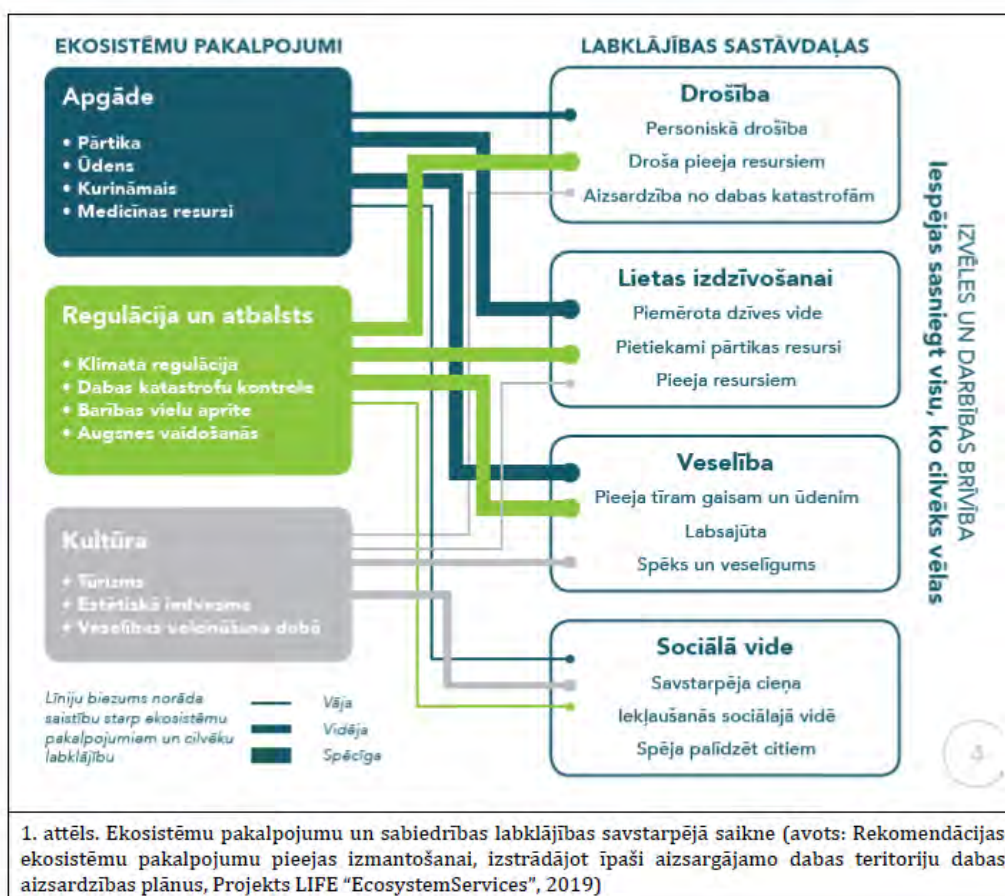 EKOSISTĒMU PAKALPOJUMI
Apgāde
• Pārtika
• Ūdens
• Kurināmais
• Medicīnas resursi
Regulācija un atbalsts
• Klimata regulācija
• Dabas katastrofu kontrole
• Barības vielu aprite
• Augsnes vaidošanās
Kultūra
• Tūrisms
• Estētiskā iedvesma
• Veselības veicināšana dabā
Līniju biezums norāda
saistību starp ekosistēmu
pakalpojumiem un cilvēku
labklājību
Vāja
Vidēja
Spēcīga
LABKLĀJĪBAS SASTĀVDAĻAS
Drošība
Personiskā drošība
Droša pieeja resursiem
Aizsardzība no dabas katastrofām
Lietas izdzīvošanai
Piemērota dzīves vide
Pietiekami pārtikas resursi
Pieeja resursiem
Veselība
Pieeja tīram gaisam un ūdenim
Labsajūta
Spēks un veselīgums
Sociālā vide
Savstarpēja cieņa
Iekļaušanās sociālajā vidē
Spēja palīdzēt citiem
IZVĒLES UN DARBĪBAS BRĪVĪBA
Iespējas sasniegt visu, ko cilvēks vēlas
1. attēls. Ekosistēmu pakalpojumu un sabiedrības labklājības savstarpējā saikne (avots: Rekomendācijas
ekosistēmu pakalpojumu pieejas izmantošanai, izstrādājot īpaši aizsargājamo dabas teritoriju dabas
aizsardzības plānus, Projekts LIFE "EcosystemServices", 2019)